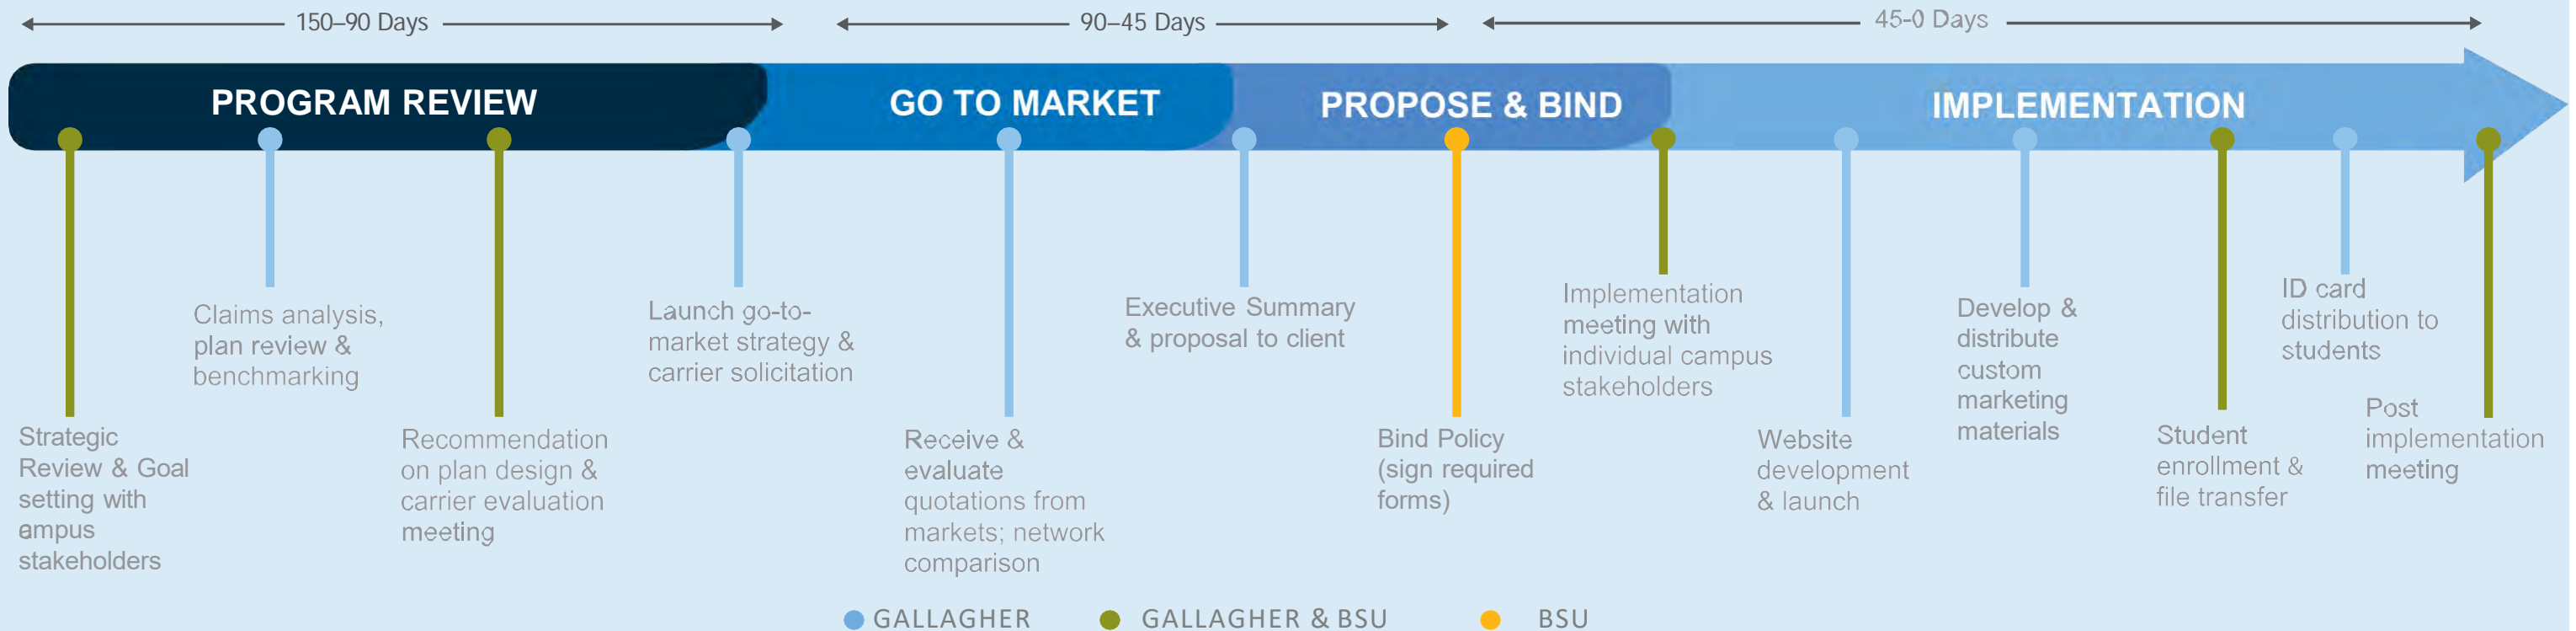 150–90 Days
90–45 Days
45-0 Days
PROGRAM REVIEW
GO TO MARKET
PROPOSE & BIND
IMPLEMENTATION
Strategic
Review & Goal
setting with
ampus
stakeholders
Claims analysis,
plan review &
benchmarking
Recommendation
on plan design &
carrier evaluation
meeting
Launch go-to-
market strategy &
carrier solicitation
Receive &
evaluate
quotations from
markets; network
comparison
Executive Summary
& proposal to client
Bind Policy
(sign required
forms)
Implementation
meeting with
individual campus
stakeholders
Website
development
& launch
Develop &
distribute
custom
marketing
materials
Student
enrollment &
file transfer
ID card
distribution to
students
Post
implementation
meeting
GALLAGHER
GALLAGHER & BSU
BSU